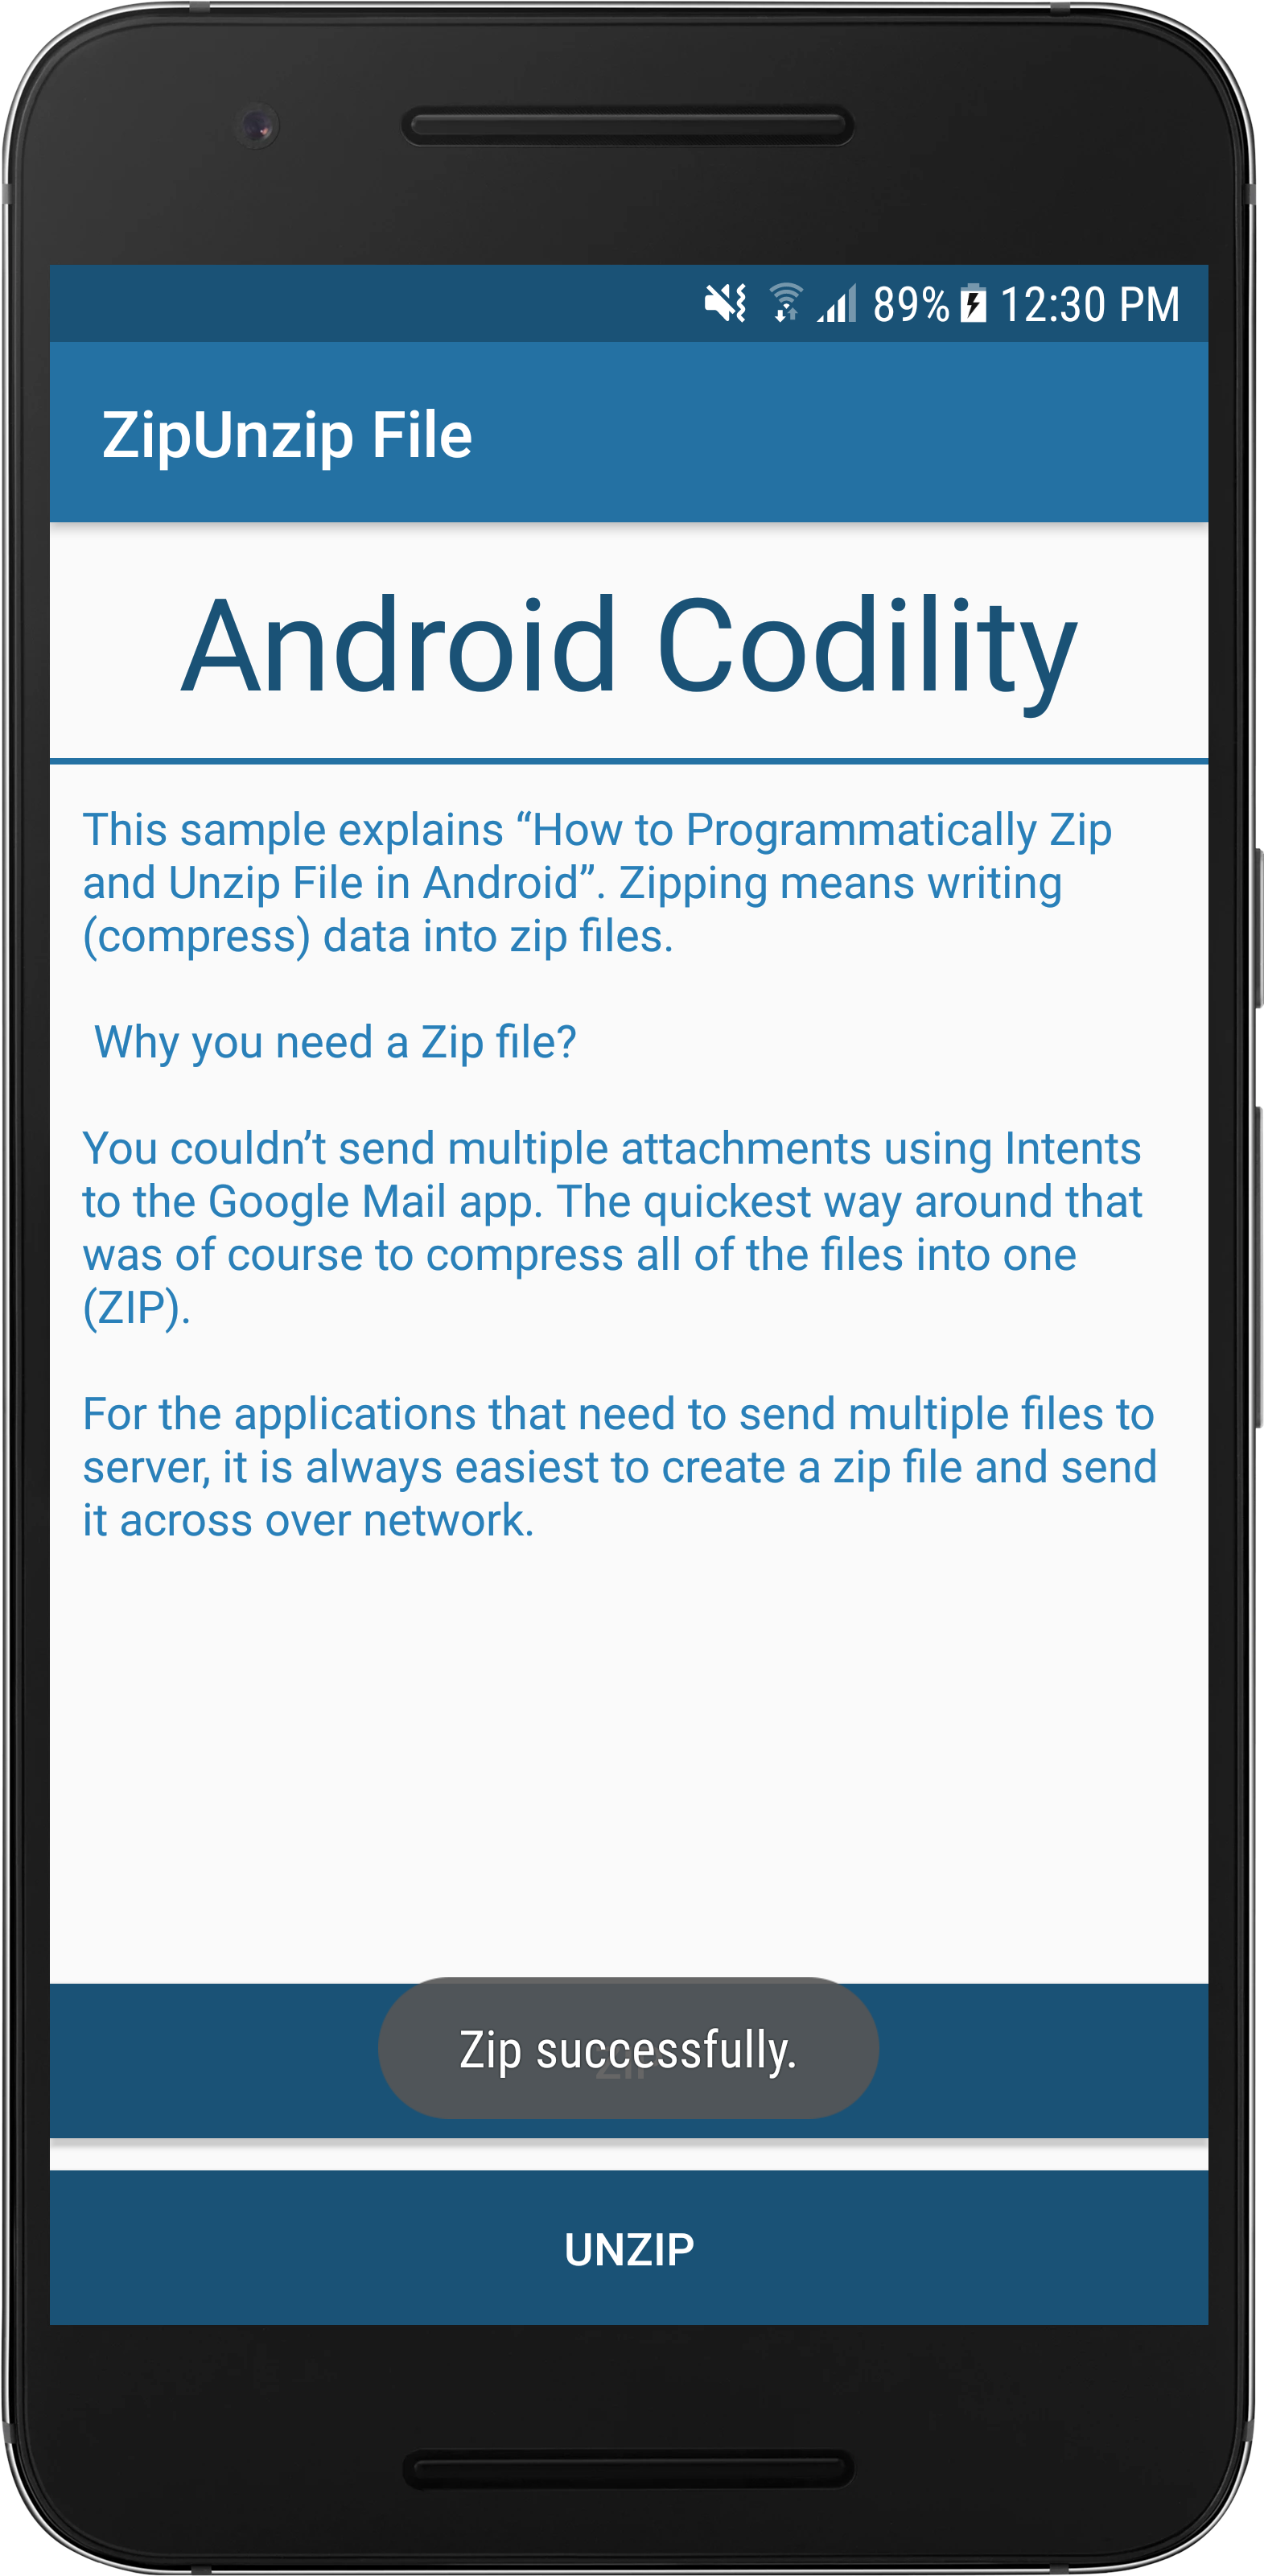 89% 12:30 PM
ZipUnzip File
Android Codility
This sample explains “How to Programmatically Zip
and Unzip File in Android”. Zipping means writing
(compress) data into zip files.
Why you need a Zip file?
You couldn’t send multiple attachments using Intents
to the Google Mail app. The quickest way around that
was of course to compress all of the files into one
(ZIP).
For the applications that need to send multiple files to
server, it is always easiest to create a zip file and send
it across over network.
Zip successfully.
ZIP
UNZIP